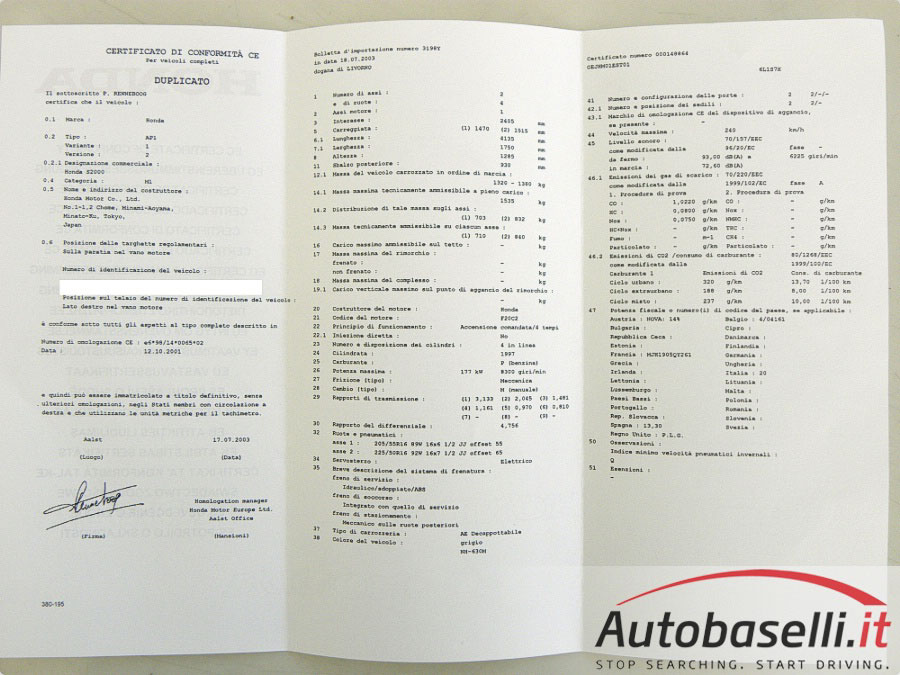 CERTIFICATO DI CONFORMITÀ CE
Per veicoli completi
DUPLICATO
Il sottoscritto P. RENNEBOOG
certifica che il veicolo :
0.1 Marca : Honda
0.2 Tipo : AP1
Variante : 1
Versione : 2
0.2.1 Designazione commerciale :
Honda S2000
0.4 Categoria : M1
0.5 Nome e indirizzo del costruttore :
Honda Motor Co., Ltd.
No.1-1,2 Chome, Minami-Aoyama,
Minato-Ku, Tokyo,
Japan
0.6 Posizione delle targhette regolamentari :
Sulla paratia nel vano motore
Numero di identificazione del veicolo :
Posizione sul telaio del numero di identificazione del veicolo :
Lato destro nel vano motore
è conforme sotto tutti gli aspetti al tipo completo descritto in
Numero di omologazione CE : e6*98/14*0065*02
Data : 12.10.2001
e quindi può essere immatricolato a titolo definitivo, senza
ulteriori omologazioni, negli Stati membri con circolazione a
destra e che utilizzano le unità metriche per il tachimetro.
Aalst 17.07.2003
(Luogo) (Data)
Homologation manager
Honda Motor Europe Ltd.
Aalst Office
(Firma) (Mansioni)
380-195
Bolletta d'importazione numero 3198Y
in data 18.07.2003
dogana di LIVORNO
1 Numero di assi : 2
e di ruote : 4
2 Assi motore : 1
3 Interasse : 2405 mm
5 Carreggiata : (1) 1470 (2) 1515 mm
6.1 Lunghezza : 4135 mm
7.1 Larghezza : 1750 mm
8 Altezza : 1285 mm
11 Sbalzo posteriore : 930 mm
12.1 Massa del veicolo carrozzato in ordine di marcia :
1320 - 1380 kg
14.1 Massa massima tecnicamente ammissibile a pieno carico :
1535 kg
14.2 Distribuzione di tale massa sugli assi :
(1) 703 (2) 832 kg
14.3 Massa massima tecnicamente ammissibile su ciascun asse :
(1) 710 (2) 860 kg
16 Carico massimo ammissibile sul tetto : - kg
17 Massa massima del rimorchio :
frenato : - kg
non frenato : - kg
18 Massa massima del complesso : - kg
19.1 Carico verticale massimo sul punto di aggancio del rimorchio :
- kg
20 Costruttore del motore : Honda
21 Codice del motore : F20C2
22 Principio di funzionamento : Accensione comandata/4 tempi
22.1 Iniezione diretta : No
23 Numero e disposizione dei cilindri : 4 in linea
24 Cilindrata : 1997
25 Carburante : P (benzina)
26 Potenza massima : 177 kW 8300 giri/min
27 Frizione (tipo) : Meccanica
28 Cambio (tipo) : M (manuale)
29 Rapporti di trasmissione : (1) 3,133 (2) 2,045 (3) 1,481
(4) 1,161 (5) 0,970 (6) 0,810
(7) - (8) - (9) -
30 Rapporto del differenziale : 4,756
32 Ruote e pneumatici :
asse 1 : 205/55R16 89W 16x6 1/2 JJ offset 55
asse 2 : 225/50R16 92W 16x7 1/2 JJ offset 65
34 Servosterzo : Elettrico
35 Breve descrizione del sistema di frenatura :
freno di servizio :
Idraulico/sdoppiato/ABS
freno di soccorso :
Integrato con quello di servizio
freno di stazionamento :
Meccanico sulle ruote posteriori
37 Tipo di carrozzeria : AE Decappottabile
38 Colore del veicolo : grigio
NH-630M
Certificato numero 000148864
CEJHM01EST01
KL1S7X
41 Numero e configurazione delle porte : 2 2/-/-
42.1 Numero e posizione dei sedili : 2 2/-
43.1 Marchio di omologazione CE del dispositivo di aggancio,
se presente : -
44 Velocità massima : 240 km/h
45 Livello sonoro : 70/157/EEC
come modificata dalla 96/20/EC fase -
da fermo : 93,00 dB(A) e 6225 giri/min
in marcia : 72,60 dB(A)
46.1 Emissioni dei gas di scarico : 70/220/EEC
come modificata dalla 1999/102/EC fase A
1. Procedura di prova 2. Procedura di prova
CO : 1,0220 g/km CO : - g/km
HC : 0,0800 g/km Nox : - g/km
Nox : 0,0750 g/km NMHC : - g/km
HC+Nox : - g/km THC : - g/km
Fumo : - m-1 CH4 : - g/km
Particolato : - g/km Particolato : - g/km
46.2 Emissioni di CO2 /consumo di carburante : 80/1268/EEC
come modificata dalla 1999/100/EC
Carburante 1 Emissioni di CO2 Cons. di carburante
Ciclo urbano : 320 g/km 13,70 l/100 km
Ciclo extraurbano : 188 g/km 8,00 l/100 km
Ciclo misto : 237 g/km 10,00 l/100 km
47 Potenza fiscale o numero(i) di codice del paese, se applicabile :
Austria : NOVA: 14% Belgio : 6/04161
Bulgaria : Cipro :
Repubblica Ceca : Danimarca :
Estonia : Finlandia :
Francia : MJK1905QY261 Germania :
Grecia : Ungheria :
Irlanda : Italia : 20
Lettonia : Lituania :
Lussemburgo : Malta :
Paesi Bassi : Polonia :
Portogallo : Romania :
Rep. Slovacca : Slovenia :
Spagna : 13,30 Svezia :
Regno Unito : P.L.G.
50 Osservazioni :
Indice minimo velocità pneumatici invernali :
Q
51 Esenzioni :
-
Autobaselli.it
STOP SEARCHING. START DRIVING.